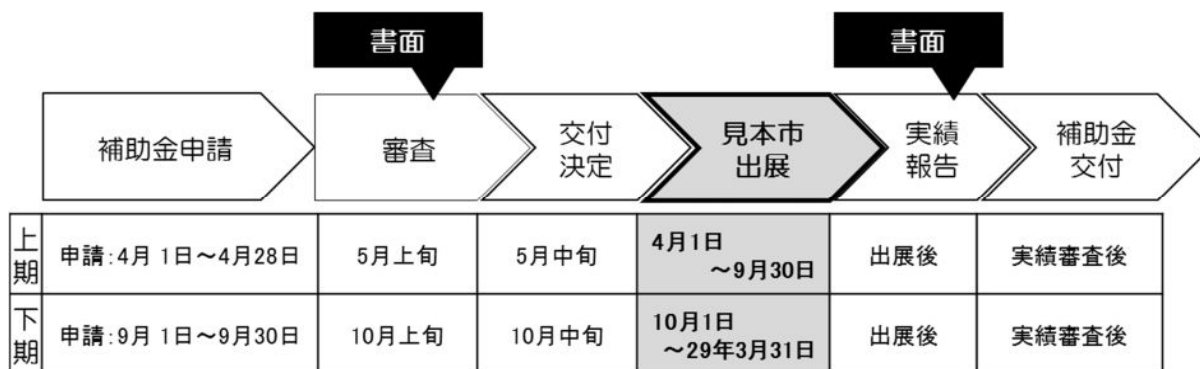 書面
書面
補助金申請
審査
交付
決定
見本市
出展
実績
報告
補助金
交付
上期
申請:4月 1日～4月28日
5月上旬
5月中旬
4月1日
～9月30日
出展後
実績審査後
下期
申請:9月 1日～9月30日
10月上旬
10月中旬
10月1日
～29年3月31日
出展後
実績審査後